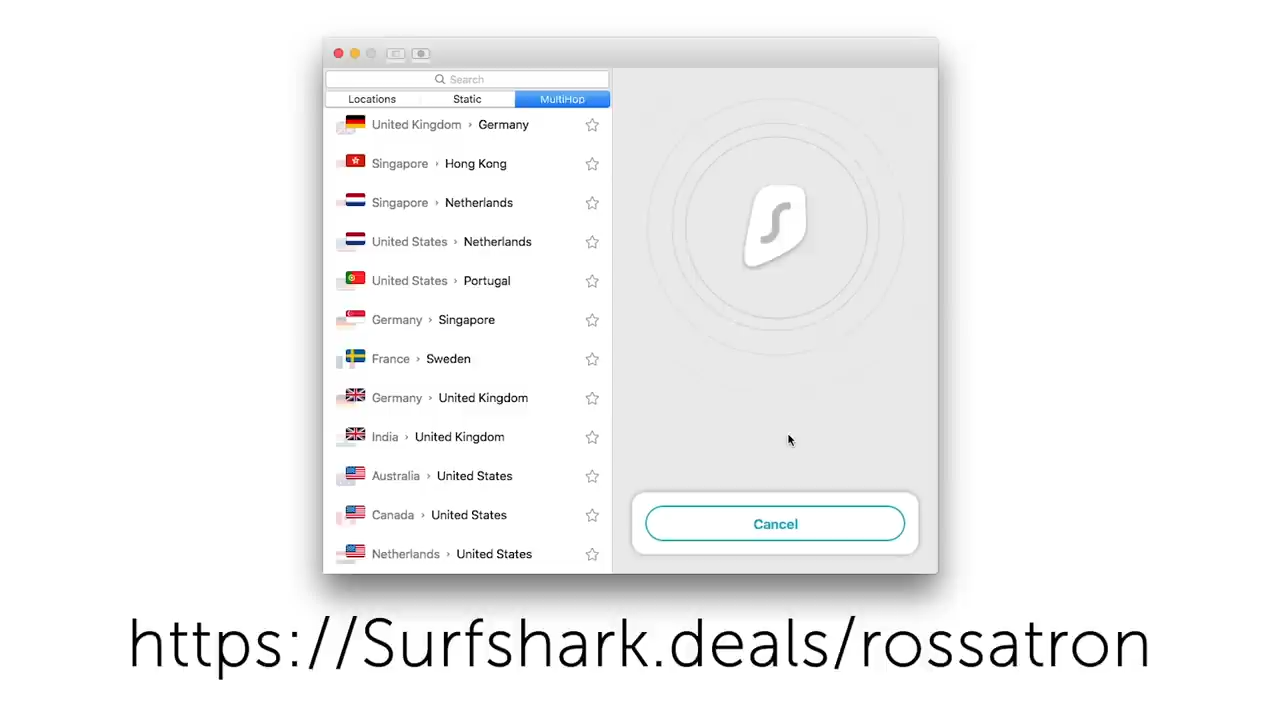 Search
Locations Static MultiHop
United Kingdom › Germany
Singapore › Hong Kong
Singapore › Netherlands
United States › Netherlands
United States › Portugal
Germany › Singapore
France › Sweden
Germany › United Kingdom
India › United Kingdom
Australia › United States
Canada › United States
Netherlands › United States
Cancel
https://Surfshark.deals/rossatron